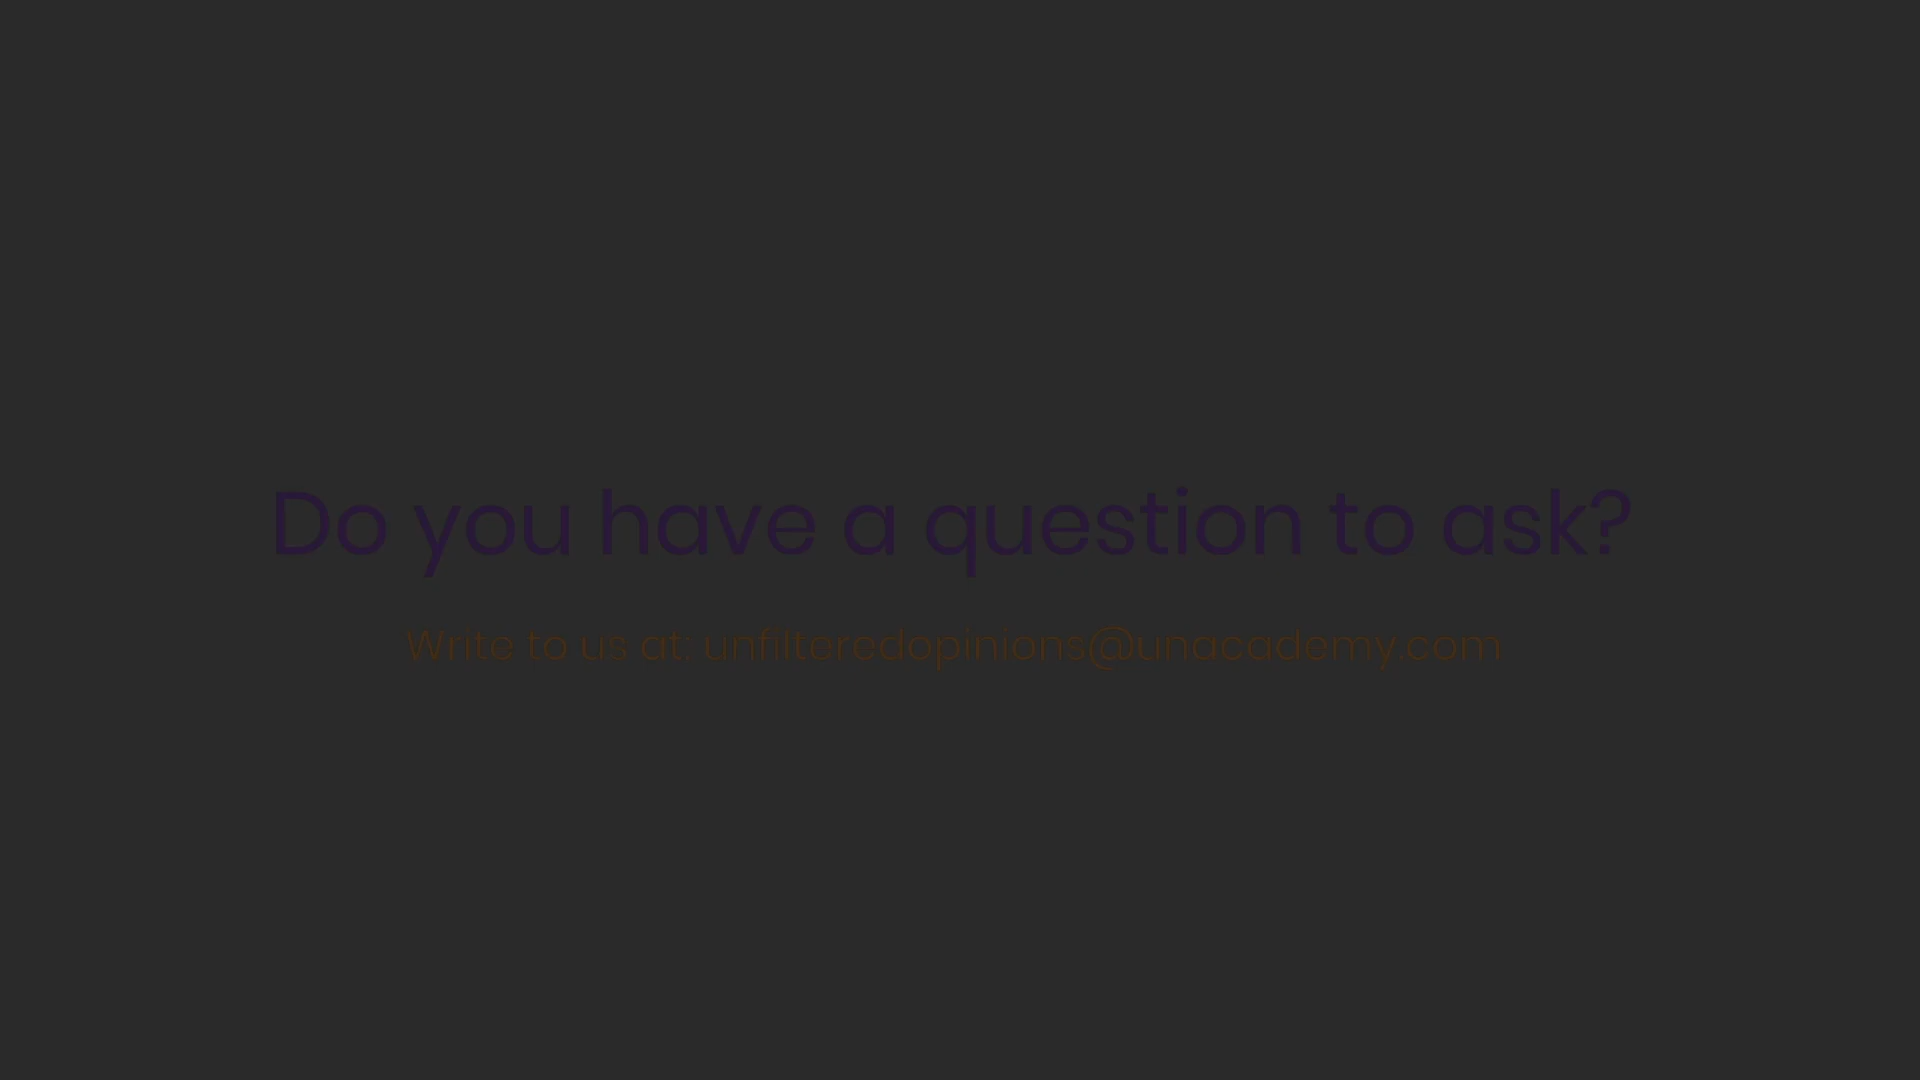 Do you have a question to ask?
Write to us at: unfilteredopinions@unacademy.com